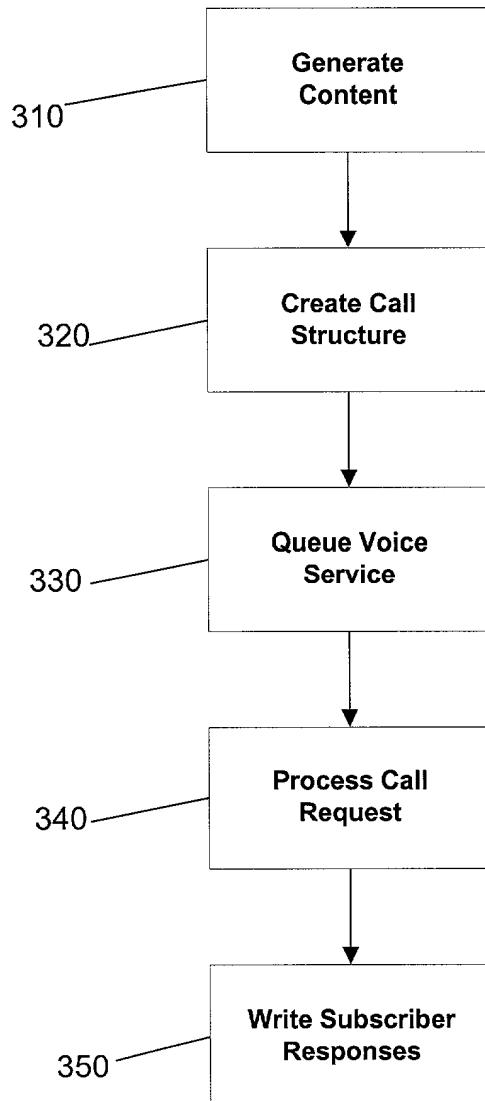 Generate
Content
310
Create Call
Structure
320
Queue Voice
Service
330
Process Call
Request
340
Write Subscriber
Responses
350